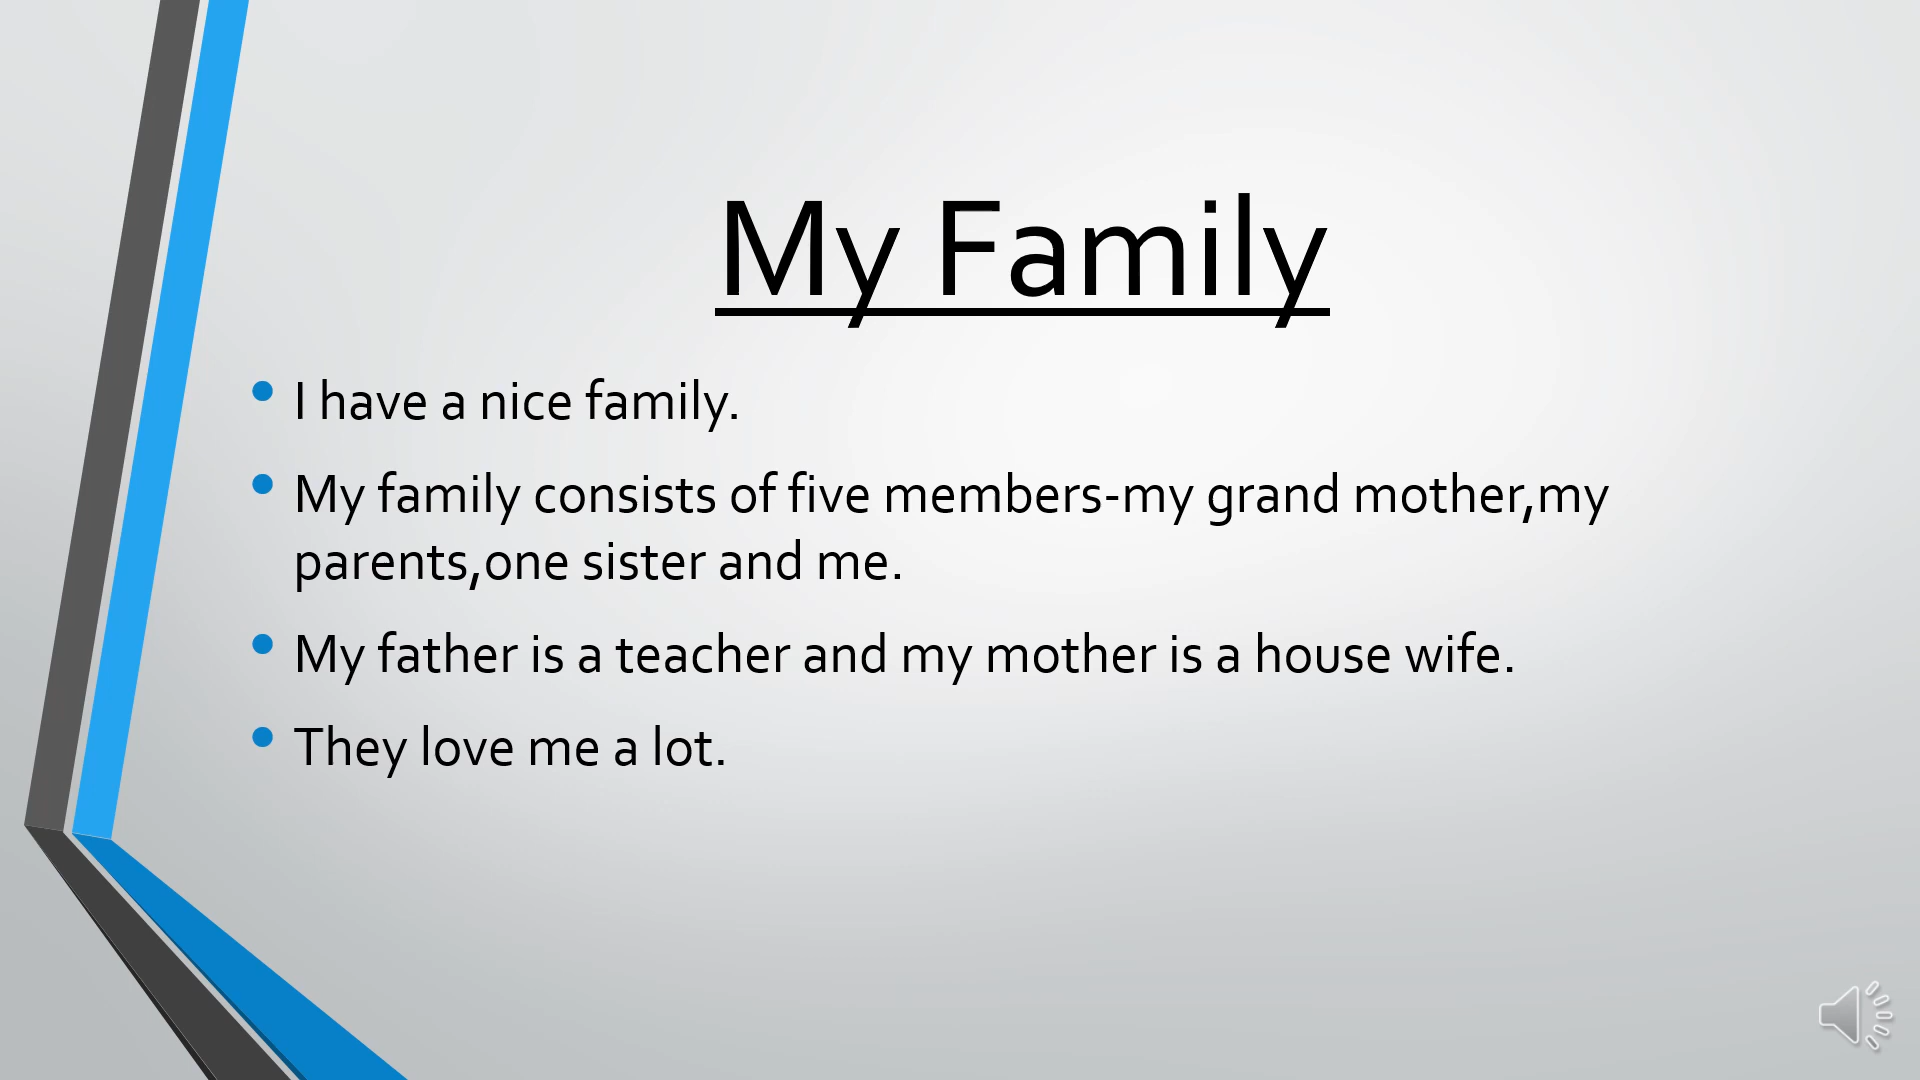 My Family
• I have a nice family.
• My family consists of five members-my grand mother,my
parents,one sister and me.
• My father is a teacher and my mother is a house wife.
• They love me a lot.